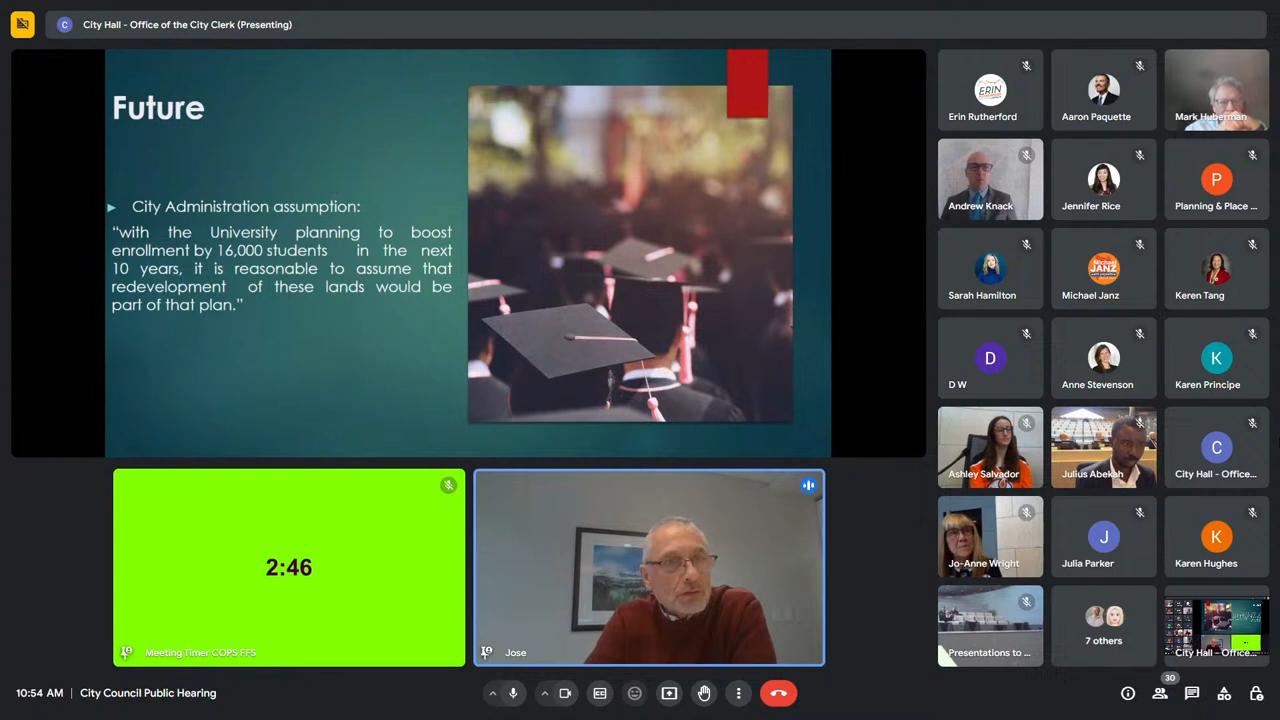 City Hall - Office of the City Clerk (Presenting)
Future
City Administration assumption:
“with the University planning to boost
enrollment by 16,000 students in the next
10 years, it is reasonable to assume that
redevelopment of these lands would be
part of that plan.”
2:46
Meeting Timer COPS FFS
Jose
ERIN
Erin Rutherford
Aaron Paquette
Mark Huberman
Andrew Knack
Jennifer Rice
P
Planning & Place ...
Sarah Hamilton
Michael
JANZ
Michael Janz
Keren Tang
D
D W
Anne Stevenson
K
Karen Principe
Ashley Salvador
Julius Abekah
C
City Hall - Office...
Jo-Anne Wright
J
Julia Parker
K
Karen Hughes
Presentations to ...
7 others
City Hall - Office...
10:54 AM | City Council Public Hearing
30